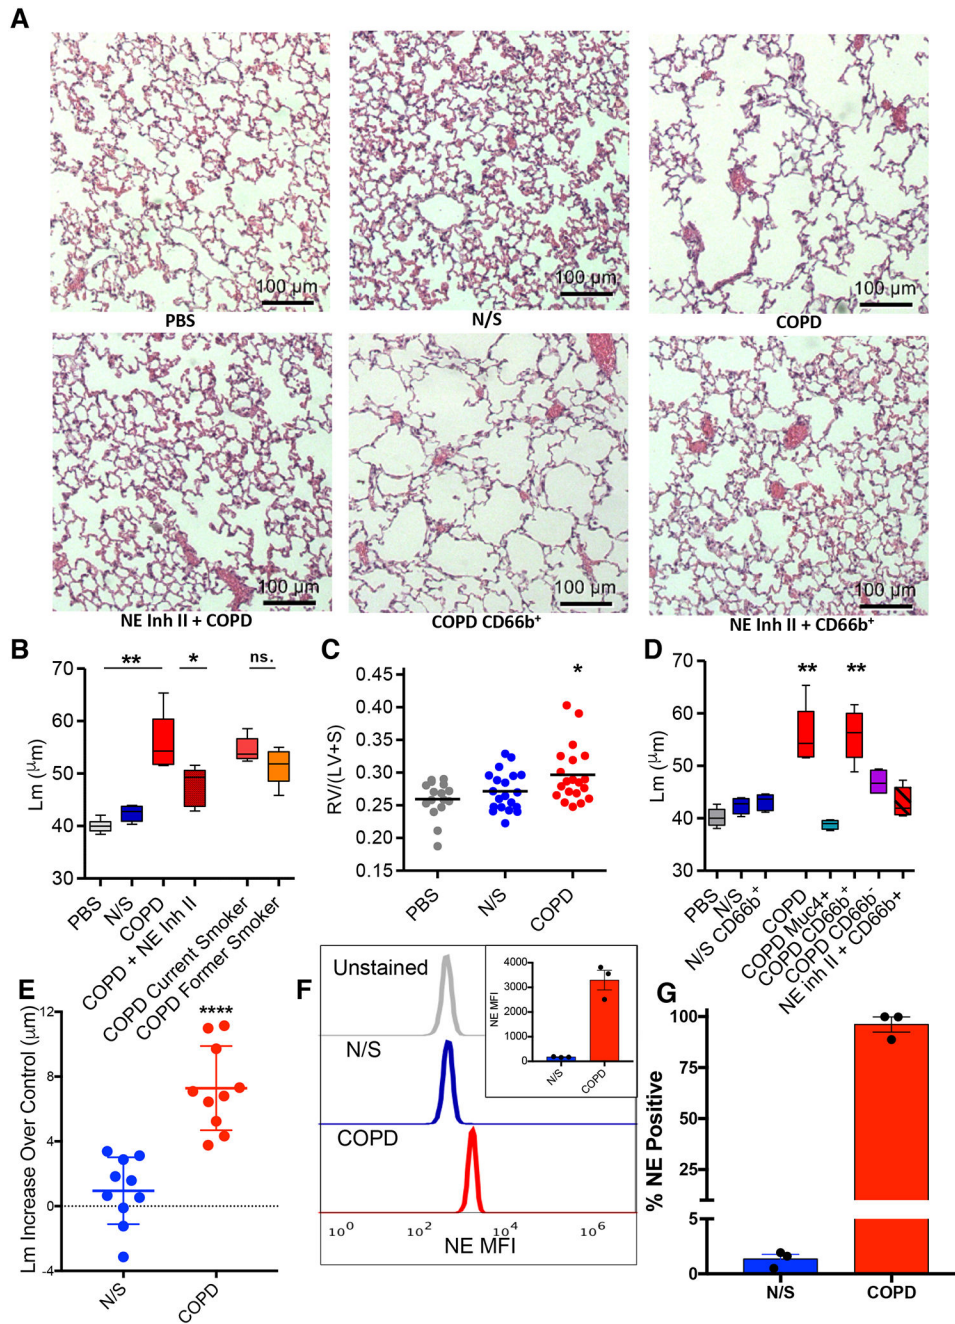 A
100 μm
100 μm
100 μm
PBS
N/S
COPD
100 μm
100 μm
100 μm
NE Inh II + COPD
COPD CD66b+
NE Inh II + CD66b+
B
70
60
50
40
30
Lm (μm)
**
*
ns.
PBS
N/S
COPD
COPD + NE Inh II
COPD Current Smoker
COPD Former Smoker
C
0.45
0.40
0.35
0.30
0.25
0.20
0.15
RV/(LV+S)
*
PBS
N/S
COPD
D
70
60
50
40
30
Lm (μm)
**
**
PBS
N/S
N/S CD66b+
COPD
COPD Muc4+
COPD CD66b+
COPD CD66b-
NE inh II + CD66b+
E
12
8
4
0
-4
Lm Increase Over Control (μm)
****
N/S
COPD
F
Unstained
N/S
COPD
10⁰
10²
10⁴
10⁶
NE MFI
4000
3000
2000
1000
0
NE MFI
N/S
COPD
G
100
75
50
25
5
0
% NE Positive
N/S
COPD